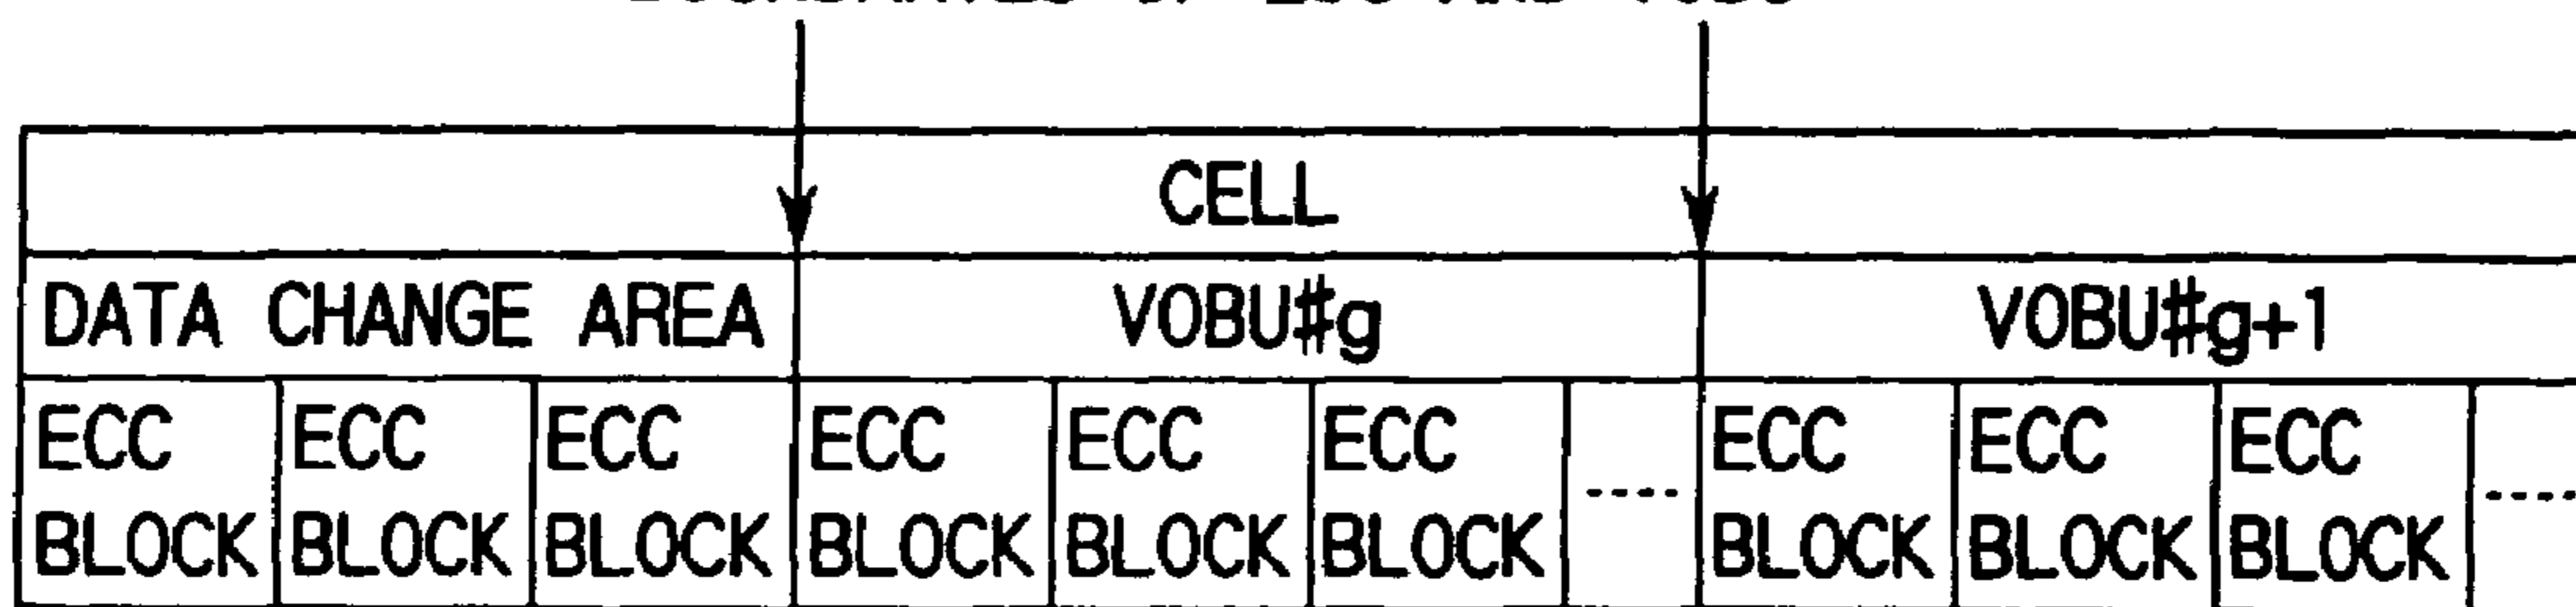 CELL
DATA CHANGE AREA VOBU#g VOBU#g+1
ECC ECC ECC ECC ECC ECC ECC ECC ECC
BLOCK BLOCK BLOCK BLOCK BLOCK BLOCK ---- BLOCK BLOCK BLOCK ----